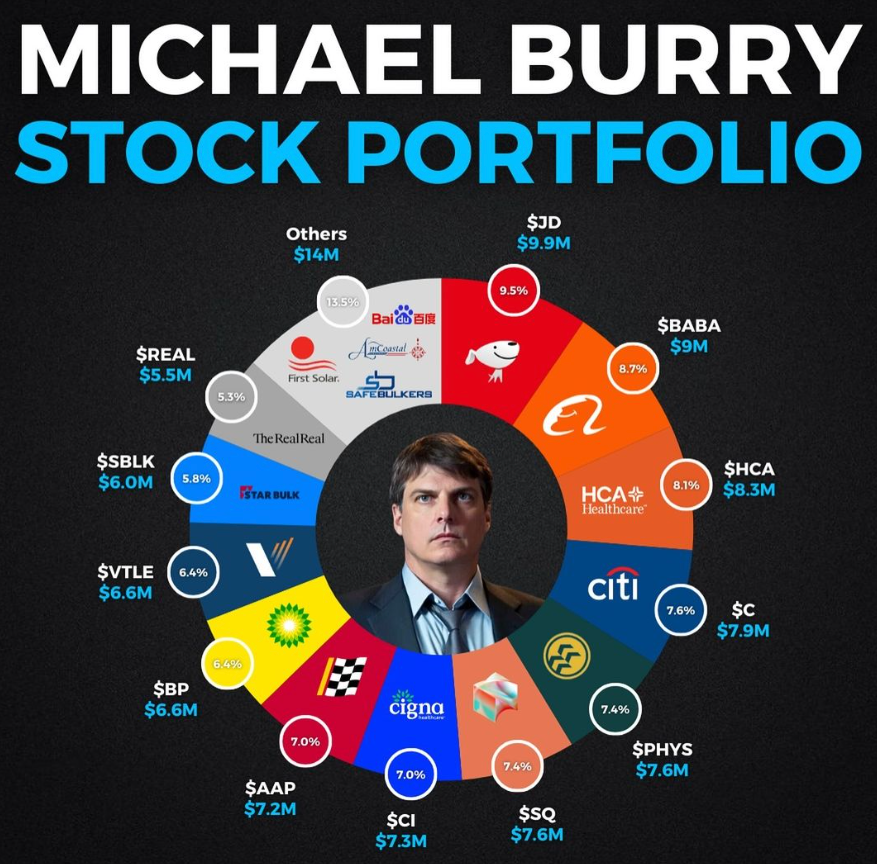 MICHAEL BURRY
STOCK PORTFOLIO
$JD
$9.9M
9.5%
$BABA
$9M
8.7%
$HCA
$8.3M
8.1%
HCA
Healthcare
$C
$7.9M
7.6%
citi
$PHYS
$7.6M
7.4%
$SQ
$7.6M
7.4%
$CI
$7.3M
7.0%
cigna
healthcare
$AAP
$7.2M
7.0%
$BP
$6.6M
6.4%
$VTLE
$6.6M
6.4%
$SBLK
$6.0M
5.8%
STAR BULK
$REAL
$5.5M
5.3%
The RealReal
Others
$14M
13.5%
Bai du 百度
AmCoastal
First Solar.
SAFEBULKERS